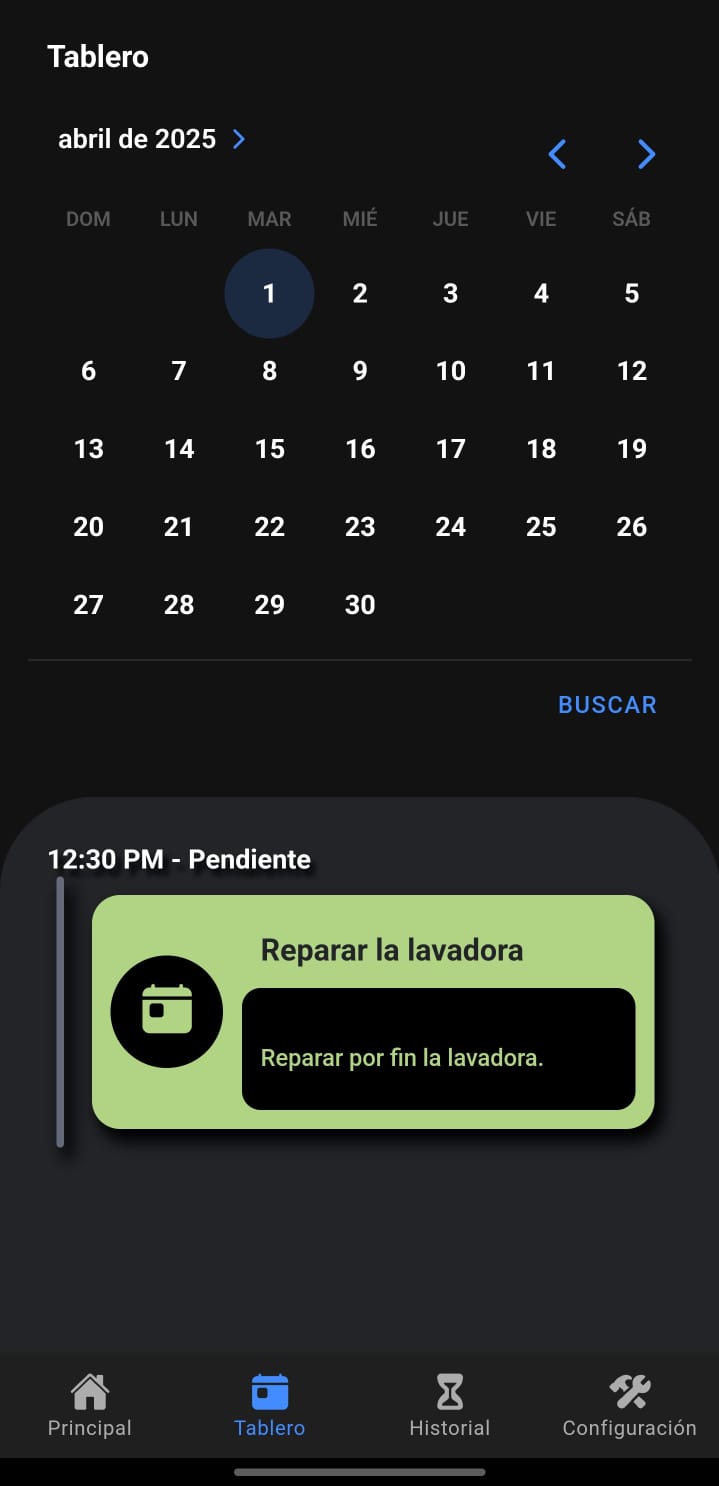 Tablero
abril de 2025
DOM LUN MAR MIÉ JUE VIE SÁB
1 2 3 4 5
6 7 8 9 10 11 12
13 14 15 16 17 18 19
20 21 22 23 24 25 26
27 28 29 30
BUSCAR
12:30 PM - Pendiente
Reparar la lavadora
Reparar por fin la lavadora.
Principal Tablero Historial Configuración